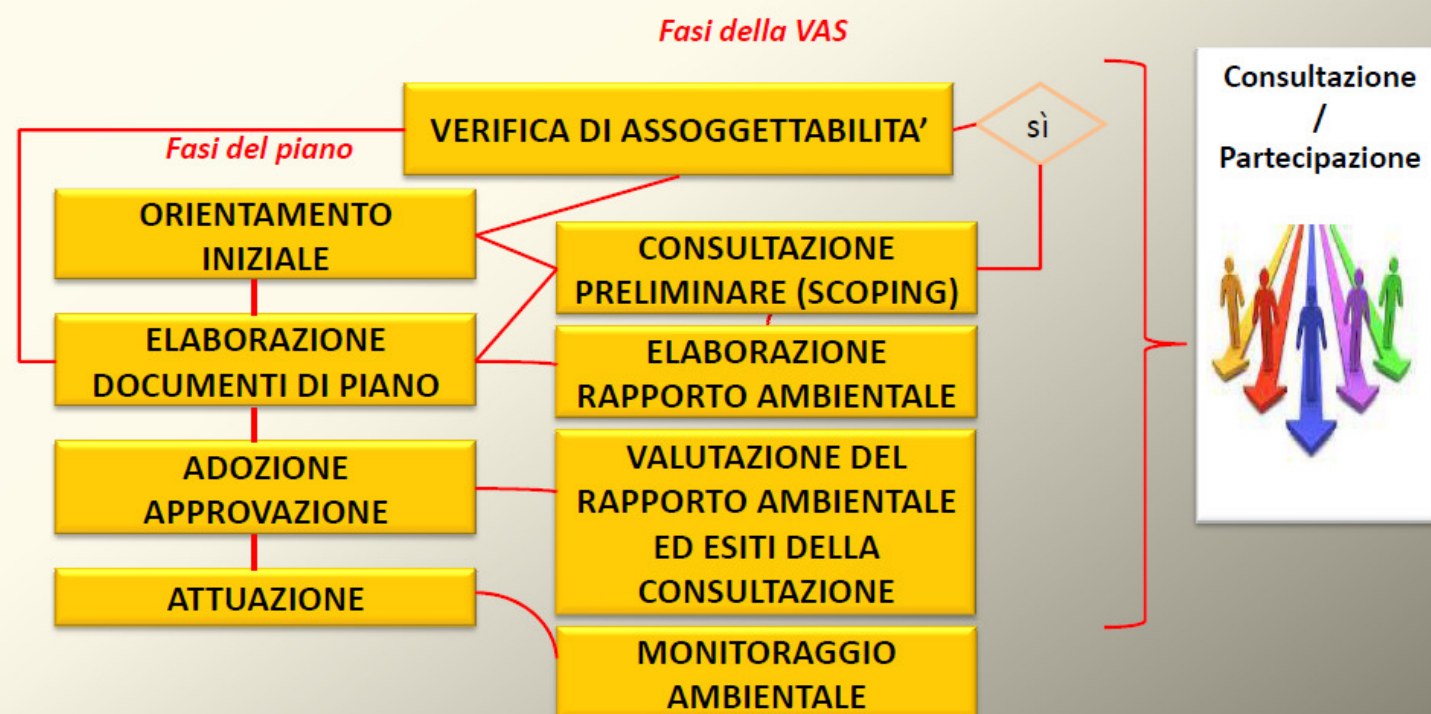 Fasi della VAS
VERIFICA DI ASSOGGETTABILITA'
sì
Fasi del piano
ORIENTAMENTO
INIZIALE
ELABORAZIONE
DOCUMENTI DI PIANO
ADOZIONE
APPROVAZIONE
ATTUAZIONE
CONSULTAZIONE
PRELIMINARE (SCOPING)
ELABORAZIONE
RAPPORTO AMBIENTALE
VALUTAZIONE DEL
RAPPORTO AMBIENTALE
ED ESITI DELLA
CONSULTAZIONE
MONITORAGGIO
AMBIENTALE
Consultazione
/
Partecipazione